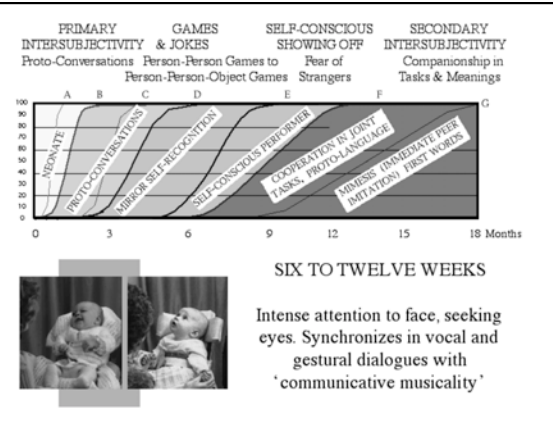 PRIMARY INTERSUBJECTIVITY
Proto-Conversations
GAMES & JOKES
Person-Person Games to
Person-Person-Object Games
SELF-CONSCIOUS SHOWING OFF
Fear of
Strangers
SECONDARY INTERSUBJECTIVITY
Companionship in
Tasks & Meanings
A B C D E F G
100
90
80
70
60
50
40
30
20
10
0
NEONATE
PROTO-CONVERSATIONS
MIRROR SELF-RECOGNITION
SELF-CONSCIOUS PERFORMER
COOPERATION IN JOINT
TASKS, PROTO-LANGUAGE
MIMESIS (IMMEDIATE PEER
IMITATION) FIRST WORDS
0 3 6 9 12 15 18 Months
SIX TO TWELVE WEEKS
Intense attention to face, seeking
eyes. Synchronizes in vocal and
gestural dialogues with
‘communicative musicality’